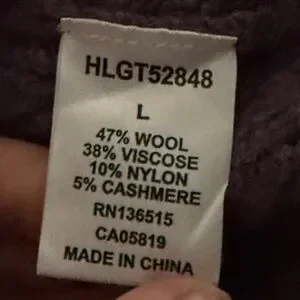 HLGT52848
L
47% WOOL
38% VISCOSE
10% NYLON
5% CASHMERE
RN136515
CA05819
MADE IN CHINA